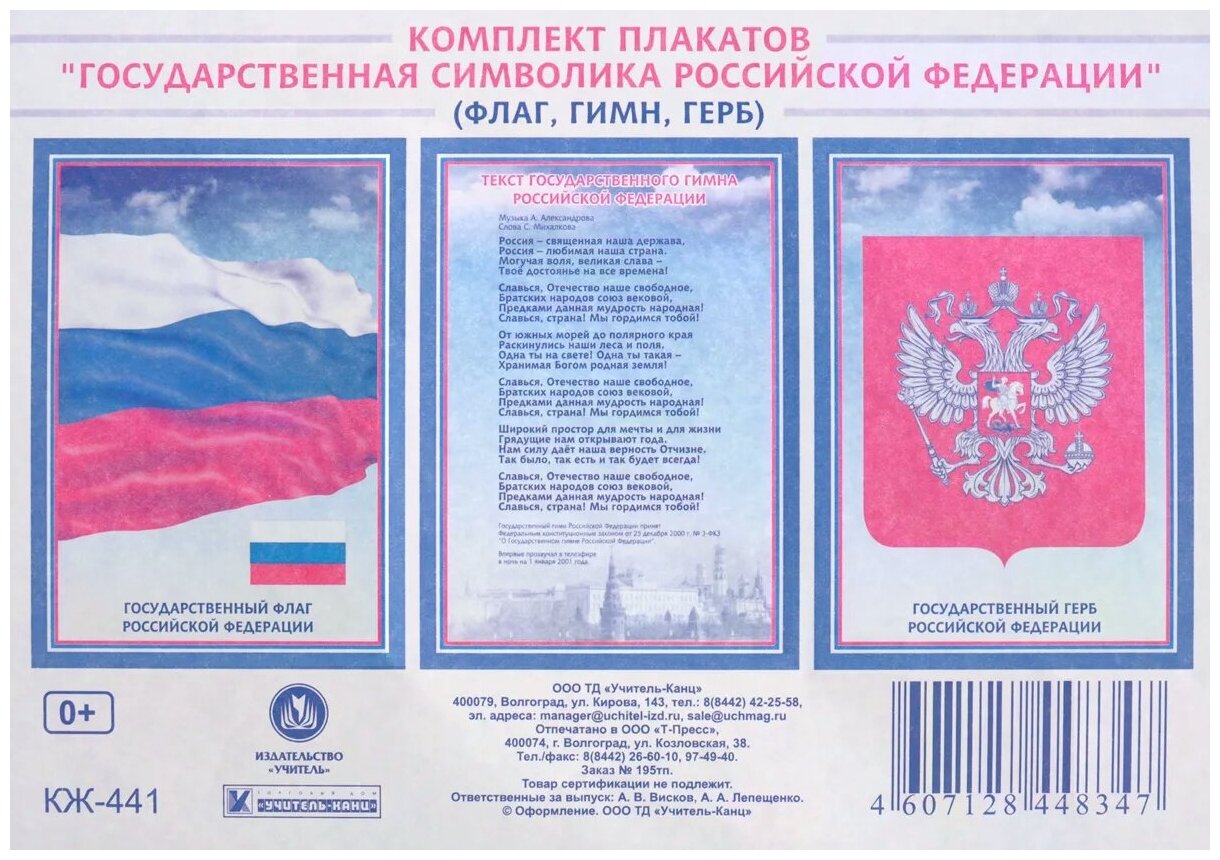 КОМПЛЕКТ ПЛАКАТОВ
"ГОСУДАРСТВЕННАЯ СИМВОЛИКА РОССИЙСКОЙ ФЕДЕРАЦИИ"
(ФЛАГ, ГИМН, ГЕРБ)
ГОСУДАРСТВЕННЫЙ ФЛАГ
РОССИЙСКОЙ ФЕДЕРАЦИИ
ТЕКСТ ГОСУДАРСТВЕННОГО ГИМНА
РОССИЙСКОЙ ФЕДЕРАЦИИ
Музыка А. Александрова
Слова С. Михалкова
Россия – священная наша держава,
Россия – любимая наша страна.
Могучая воля, великая слава –
Твоё достоянье на все времена!
Славься, Отечество наше свободное,
Братских народов союз вековой,
Предками данная мудрость народная!
Славься, страна! Мы гордимся тобой!
От южных морей до полярного края
Раскинулись наши леса и поля.
Одна ты на свете! Одна ты такая –
Хранимая Богом родная земля!
Славься, Отечество наше свободное,
Братских народов союз вековой,
Предками данная мудрость народная!
Славься, страна! Мы гордимся тобой!
Широкий простор для мечты и для жизни
Грядущие нам открывают года.
Нам силу даёт наша верность Отчизне.
Так было, так есть и так будет всегда!
Славься, Отечество наше свободное,
Братских народов союз вековой,
Предками данная мудрость народная!
Славься, страна! Мы гордимся тобой!
Государственный гимн Российской Федерации принят
Федеральным конституционным законом от 25 декабря 2000 г. № 3-ФКЗ
"О Государственном гимне Российской Федерации".
Впервые прозвучал в телеэфире
в ночь на 1 января 2001 года.
ГОСУДАРСТВЕННЫЙ ГЕРБ
РОССИЙСКОЙ ФЕДЕРАЦИИ
0+
ИЗДАТЕЛЬСТВО
«УЧИТЕЛЬ»
КЖ-441
ТОРГОВЫЙ ДОМ
«УЧИТЕЛЬ-КАНЦ»
ООО ТД «Учитель-Канц»
400079, Волгоград, ул. Кирова, 143, тел.: 8(8442) 42-25-58,
эл. адреса: manager@uchitel-izd.ru, sale@uchmag.ru
Отпечатано в ООО «Т-Пресс»,
400074, г. Волгоград, ул. Козловская, 38.
Тел./факс: 8(8442) 26-60-10, 97-49-40.
Заказ № 195тп.
Товар сертификации не подлежит.
Ответственные за выпуск: А. В. Висков, А. А. Лепещенко.
© Оформление. ООО ТД «Учитель-Канц»
4 607128 448347